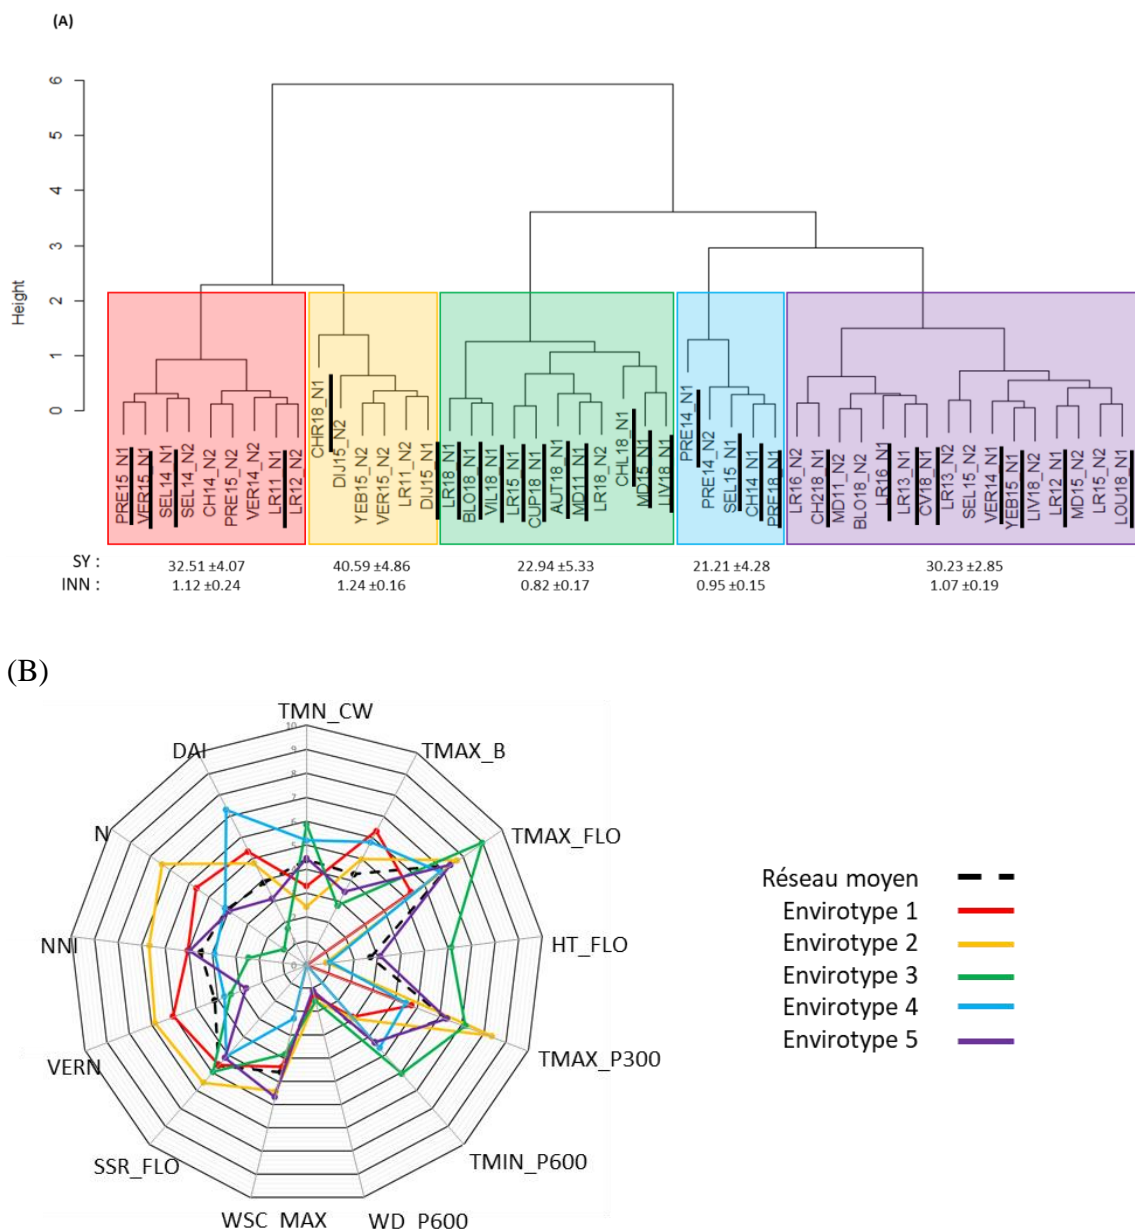 (A)
6
5
4
3
2
1
0
Height
PRE15_N1
VER15_N1
SEL14_N1
SEL14_N2
CH14_N2
PRE15_N2
VER14_N2
LR11_N1
LR12_N2
CHR18_N1
DIJ15_N2
YEB15_N2
VER15_N2
LR11_N2
DIJ15_N1
LR18_N1
BLO18_N1
VIL18_N1
LR15_N1
CUP18_N1
AUT18_N1
MD11_N1
LR18_N2
CHL18_N1
MD15_N1
LIV18_N1
PRE14_N1
PRE14_N2
SEL15_N1
CH14_N1
PRE18_N1
LR16_N2
CH218_N1
MD11_N2
BLO18_N2
LR16_N1
LR13_N1
CV18_N1
LR13_N2
SEL15_N2
VER14_N1
YEB15_N1
LIV18_N2
LR12_N1
MD15_N2
LR15_N2
LOU18_N1
SY : 32.51 ±4.07 40.59 ±4.86 22.94 ±5.33 21.21 ±4.28 30.23 ±2.85
INN : 1.12 ±0.24 1.24 ±0.16 0.82 ±0.17 0.95 ±0.15 1.07 ±0.19
(B)
TMN_CW
TMAX_B
TMAX_FLO
HT_FLO
TMAX_P300
TMIN_P600
WD_P600
WSC_MAX
SSR_FLO
VERN
NNI
N
DAI
10
9
8
7
6
0
Réseau moyen
Envirotype 1
Envirotype 2
Envirotype 3
Envirotype 4
Envirotype 5